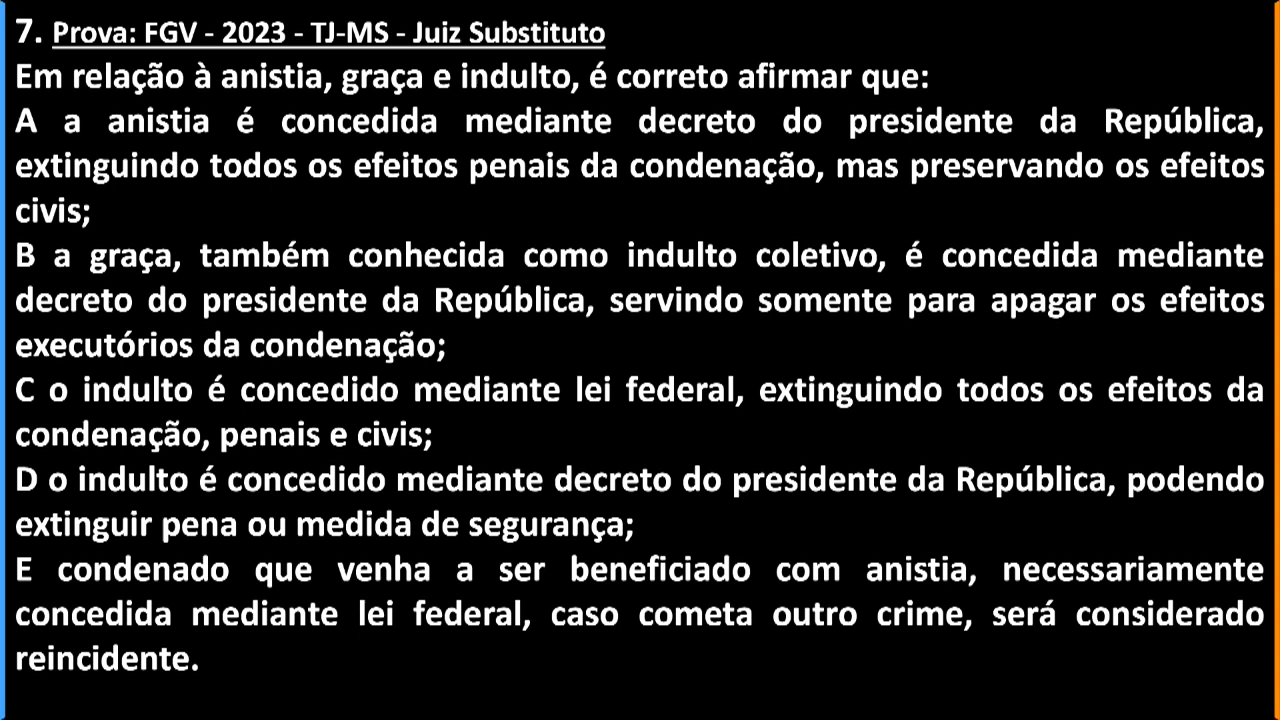 7. Prova: FGV - 2023 - TJ-MS - Juiz Substituto
Em relação à anistia, graça e indulto, é correto afirmar que:
A a anistia é concedida mediante decreto do presidente da República,
extinguindo todos os efeitos penais da condenação, mas preservando os efeitos
civis;
B a graça, também conhecida como indulto coletivo, é concedida mediante
decreto do presidente da República, servindo somente para apagar os efeitos
executórios da condenação;
C o indulto é concedido mediante lei federal, extinguindo todos os efeitos da
condenação, penais e civis;
D o indulto é concedido mediante decreto do presidente da República, podendo
extinguir pena ou medida de segurança;
E condenado que venha a ser beneficiado com anistia, necessariamente
concedida mediante lei federal, caso cometa outro crime, será considerado
reincidente.